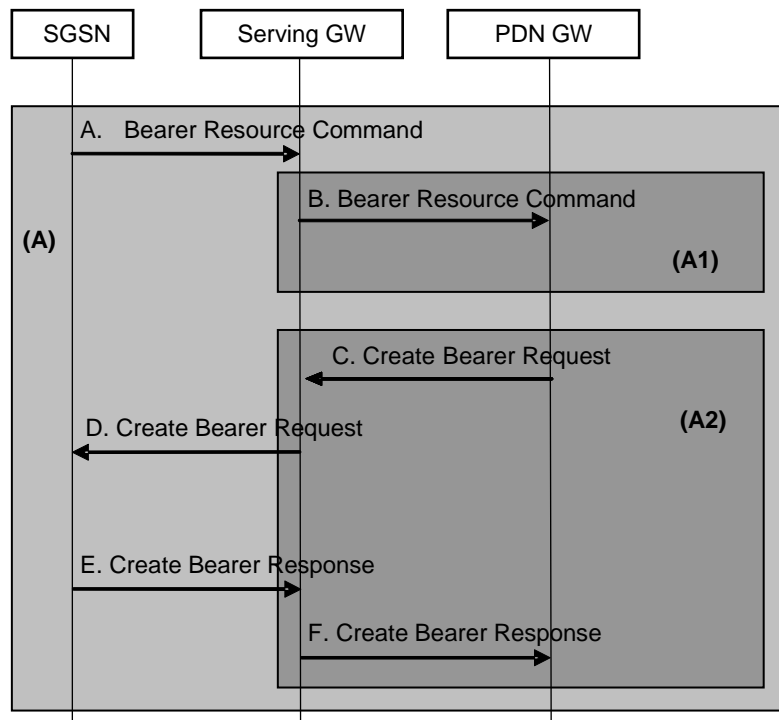 SGSN
Serving GW
PDN GW
A. Bearer Resource Command
B. Bearer Resource Command
(A)
(A1)
C. Create Bearer Request
(A2)
D. Create Bearer Request
E. Create Bearer Response
F. Create Bearer Response